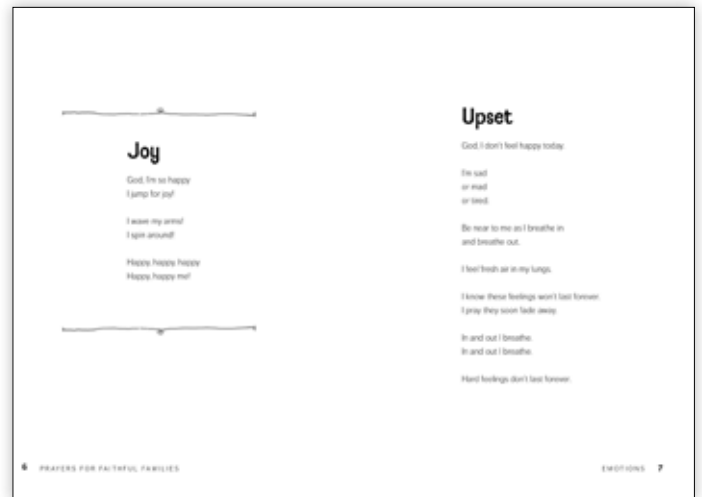 Joy
God, I'm so happy
I jump for joy!
I wave my arms!
I spin around!
Happy, happy, happy
Happy, happy me!
6 PRAYERS FOR FAITHFUL FAMILIES
Upset
God, I don't feel happy today.
I'm sad
or mad
or tired.
Be near to me as I breathe in
and breathe out.
I feel fresh air in my lungs.
I know these feelings won't last forever.
I pray they soon fade away.
In and out I breathe.
In and out I breathe.
Hard feelings don't last forever.
EMOTIONS 7